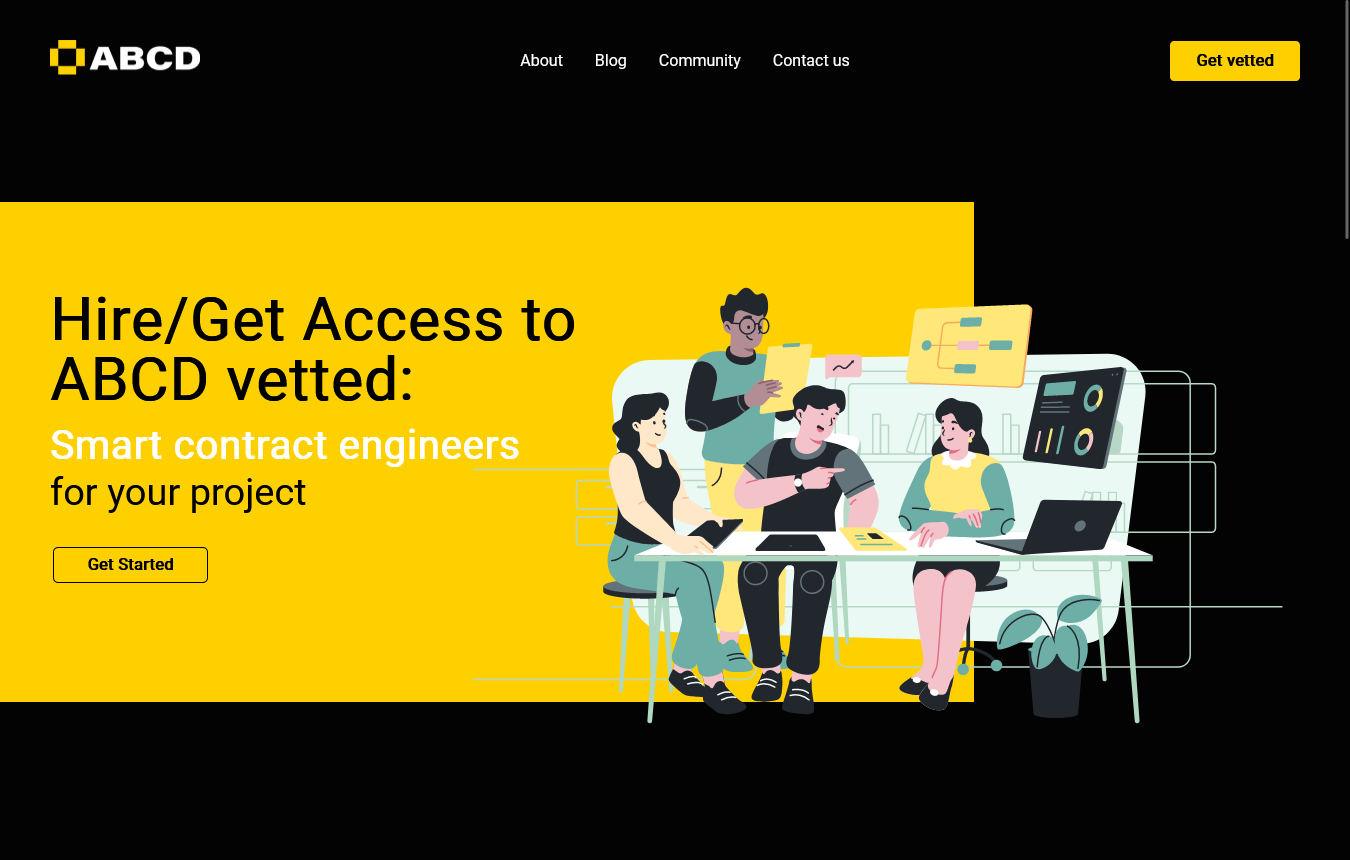 ABCD
About
Blog
Community
Contact us
Get vetted
Hire/Get Access to
ABCD vetted:
Smart contract engineers
for your project
Get Started